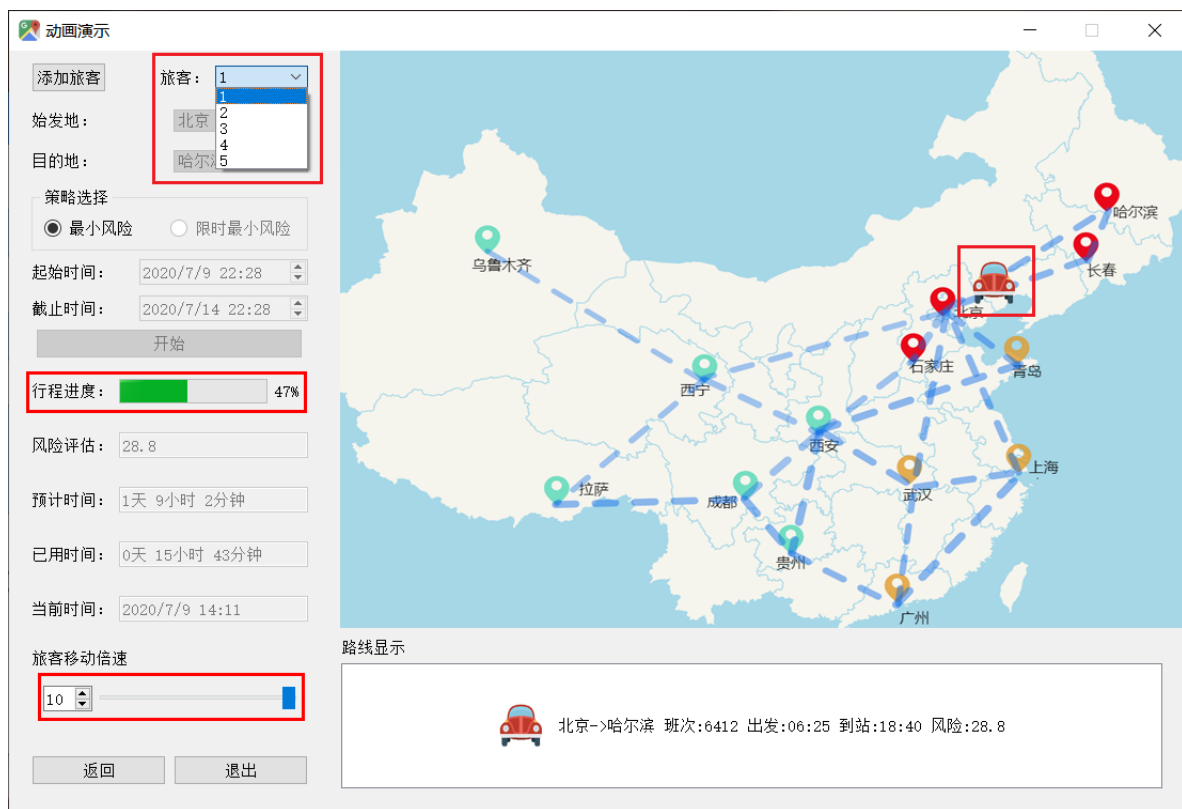 动画演示
添加旅客 旅客： 1
1
2
3
4
5
始发地： 北京
目的地：
策略选择
最小风险 限时最小风险
起始时间： 2020/7/9 22:28
截止时间： 2020/7/14 22:28
开始
行程进度： 47%
风险评估： 28.8
预计时间： 1天 9小时 2分钟
已用时间： 0天 15小时 43分钟
当前时间： 2020/7/9 14:11
旅客移动倍速
10
返回 退出
哈尔滨
长春
乌鲁木齐
北京
石家庄
青岛
西宁
西安
上海
拉萨
成都
武汉
贵州
广州
路线显示
北京->哈尔滨 班次:6412 出发:06:25 到站:18:40 风险:28.8